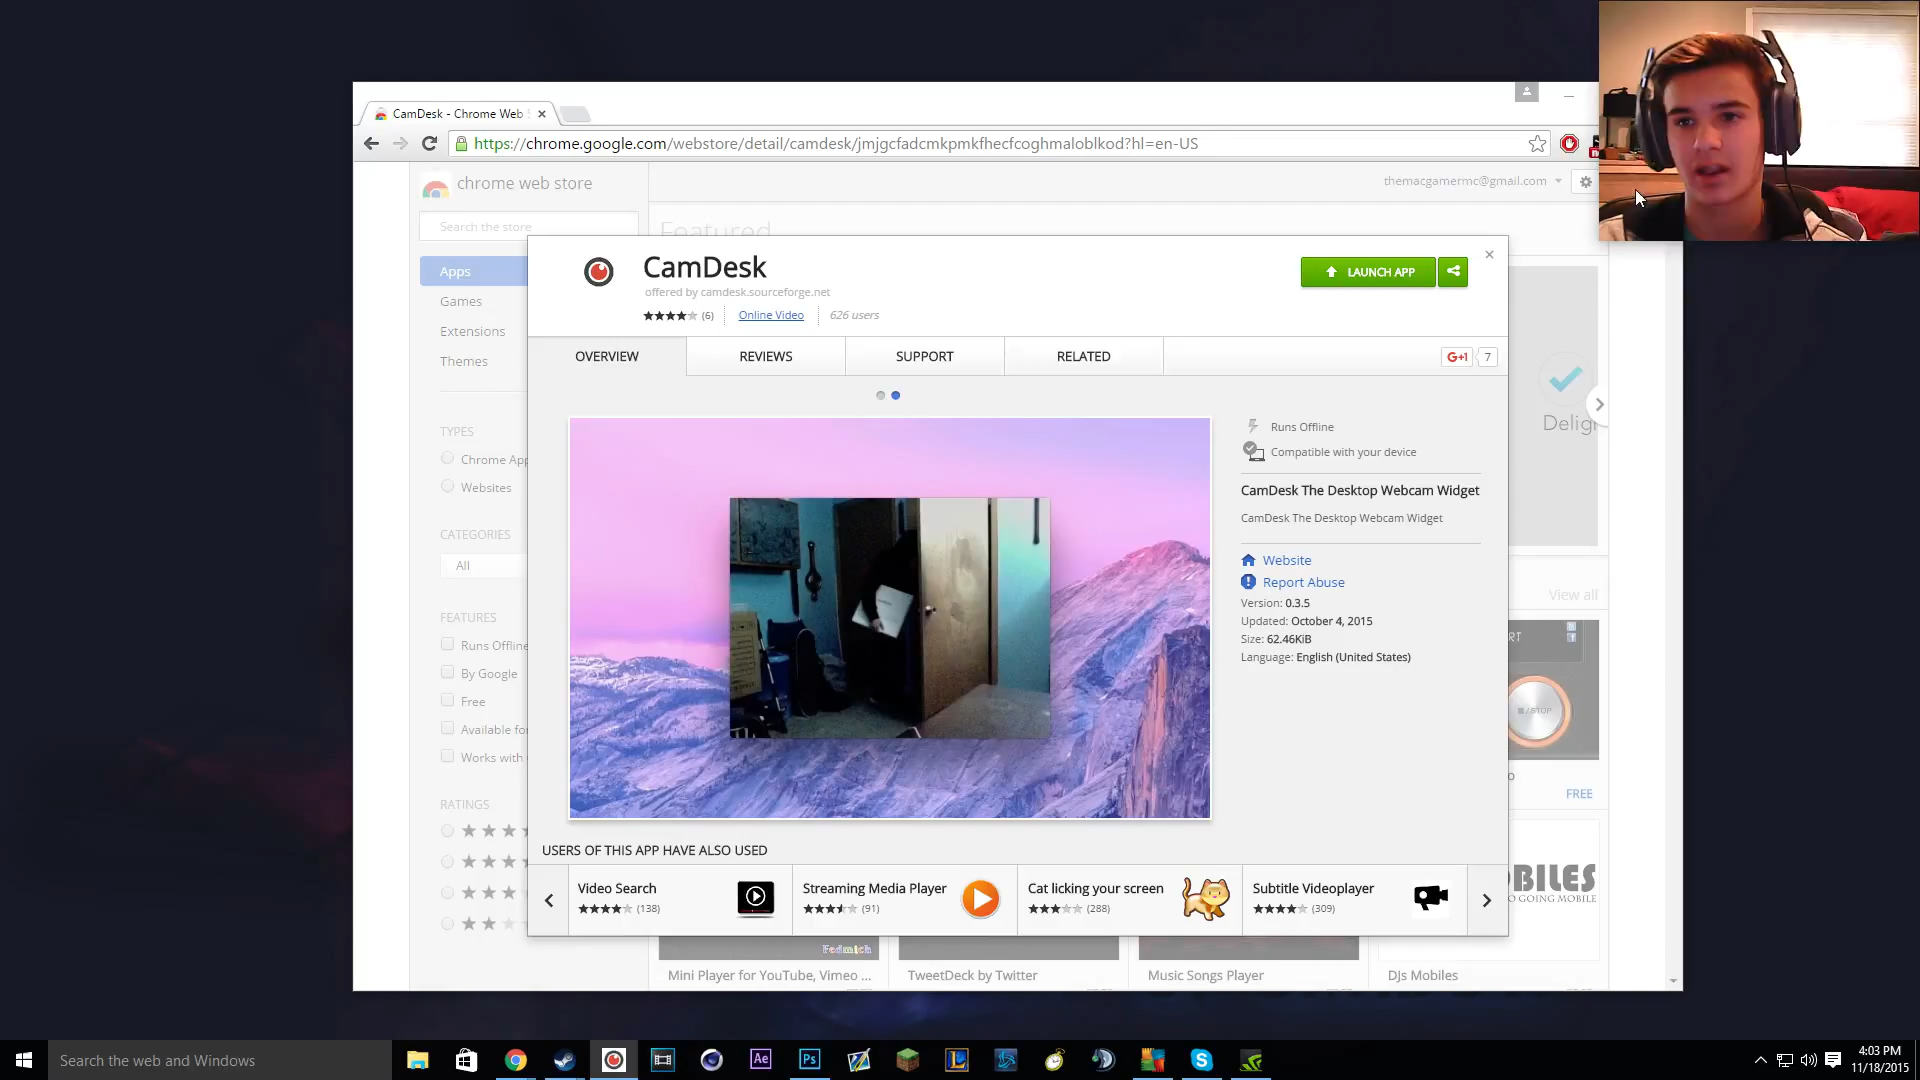 CamDesk - Chrome Web
https://chrome.google.com/webstore/detail/camdesk/jmjgcfadcmkpmkfhecfcoghmaloblkod?hl=en-US
chrome web store
themacgamermc@gmail.com
Search the store
Featured
Apps
Games
Extensions
Themes
TYPES
Chrome App
Websites
CATEGORIES
All
FEATURES
Runs Offline
By Google
Free
Available for
Works with
RATINGS
CamDesk
offered by camdesk.sourceforge.net
(6)
Online Video
626 users
LAUNCH APP
OVERVIEW
REVIEWS
SUPPORT
RELATED
G+1
7
Runs Offline
Compatible with your device
CamDesk The Desktop Webcam Widget
CamDesk The Desktop Webcam Widget
Website
Report Abuse
Version: 0.3.5
Updated: October 4, 2015
Size: 62.46KiB
Language: English (United States)
Delig
View all
FREE
BILES
O GOING MOBILE
USERS OF THIS APP HAVE ALSO USED
Video Search
(138)
Streaming Media Player
(91)
Cat licking your screen
(288)
Subtitle Videoplayer
(309)
Fedmich
Mini Player for YouTube, Vimeo ...
TweetDeck by Twitter
Music Songs Player
DJs Mobiles
Search the web and Windows
Ae
Ps
4:03 PM
11/18/2015